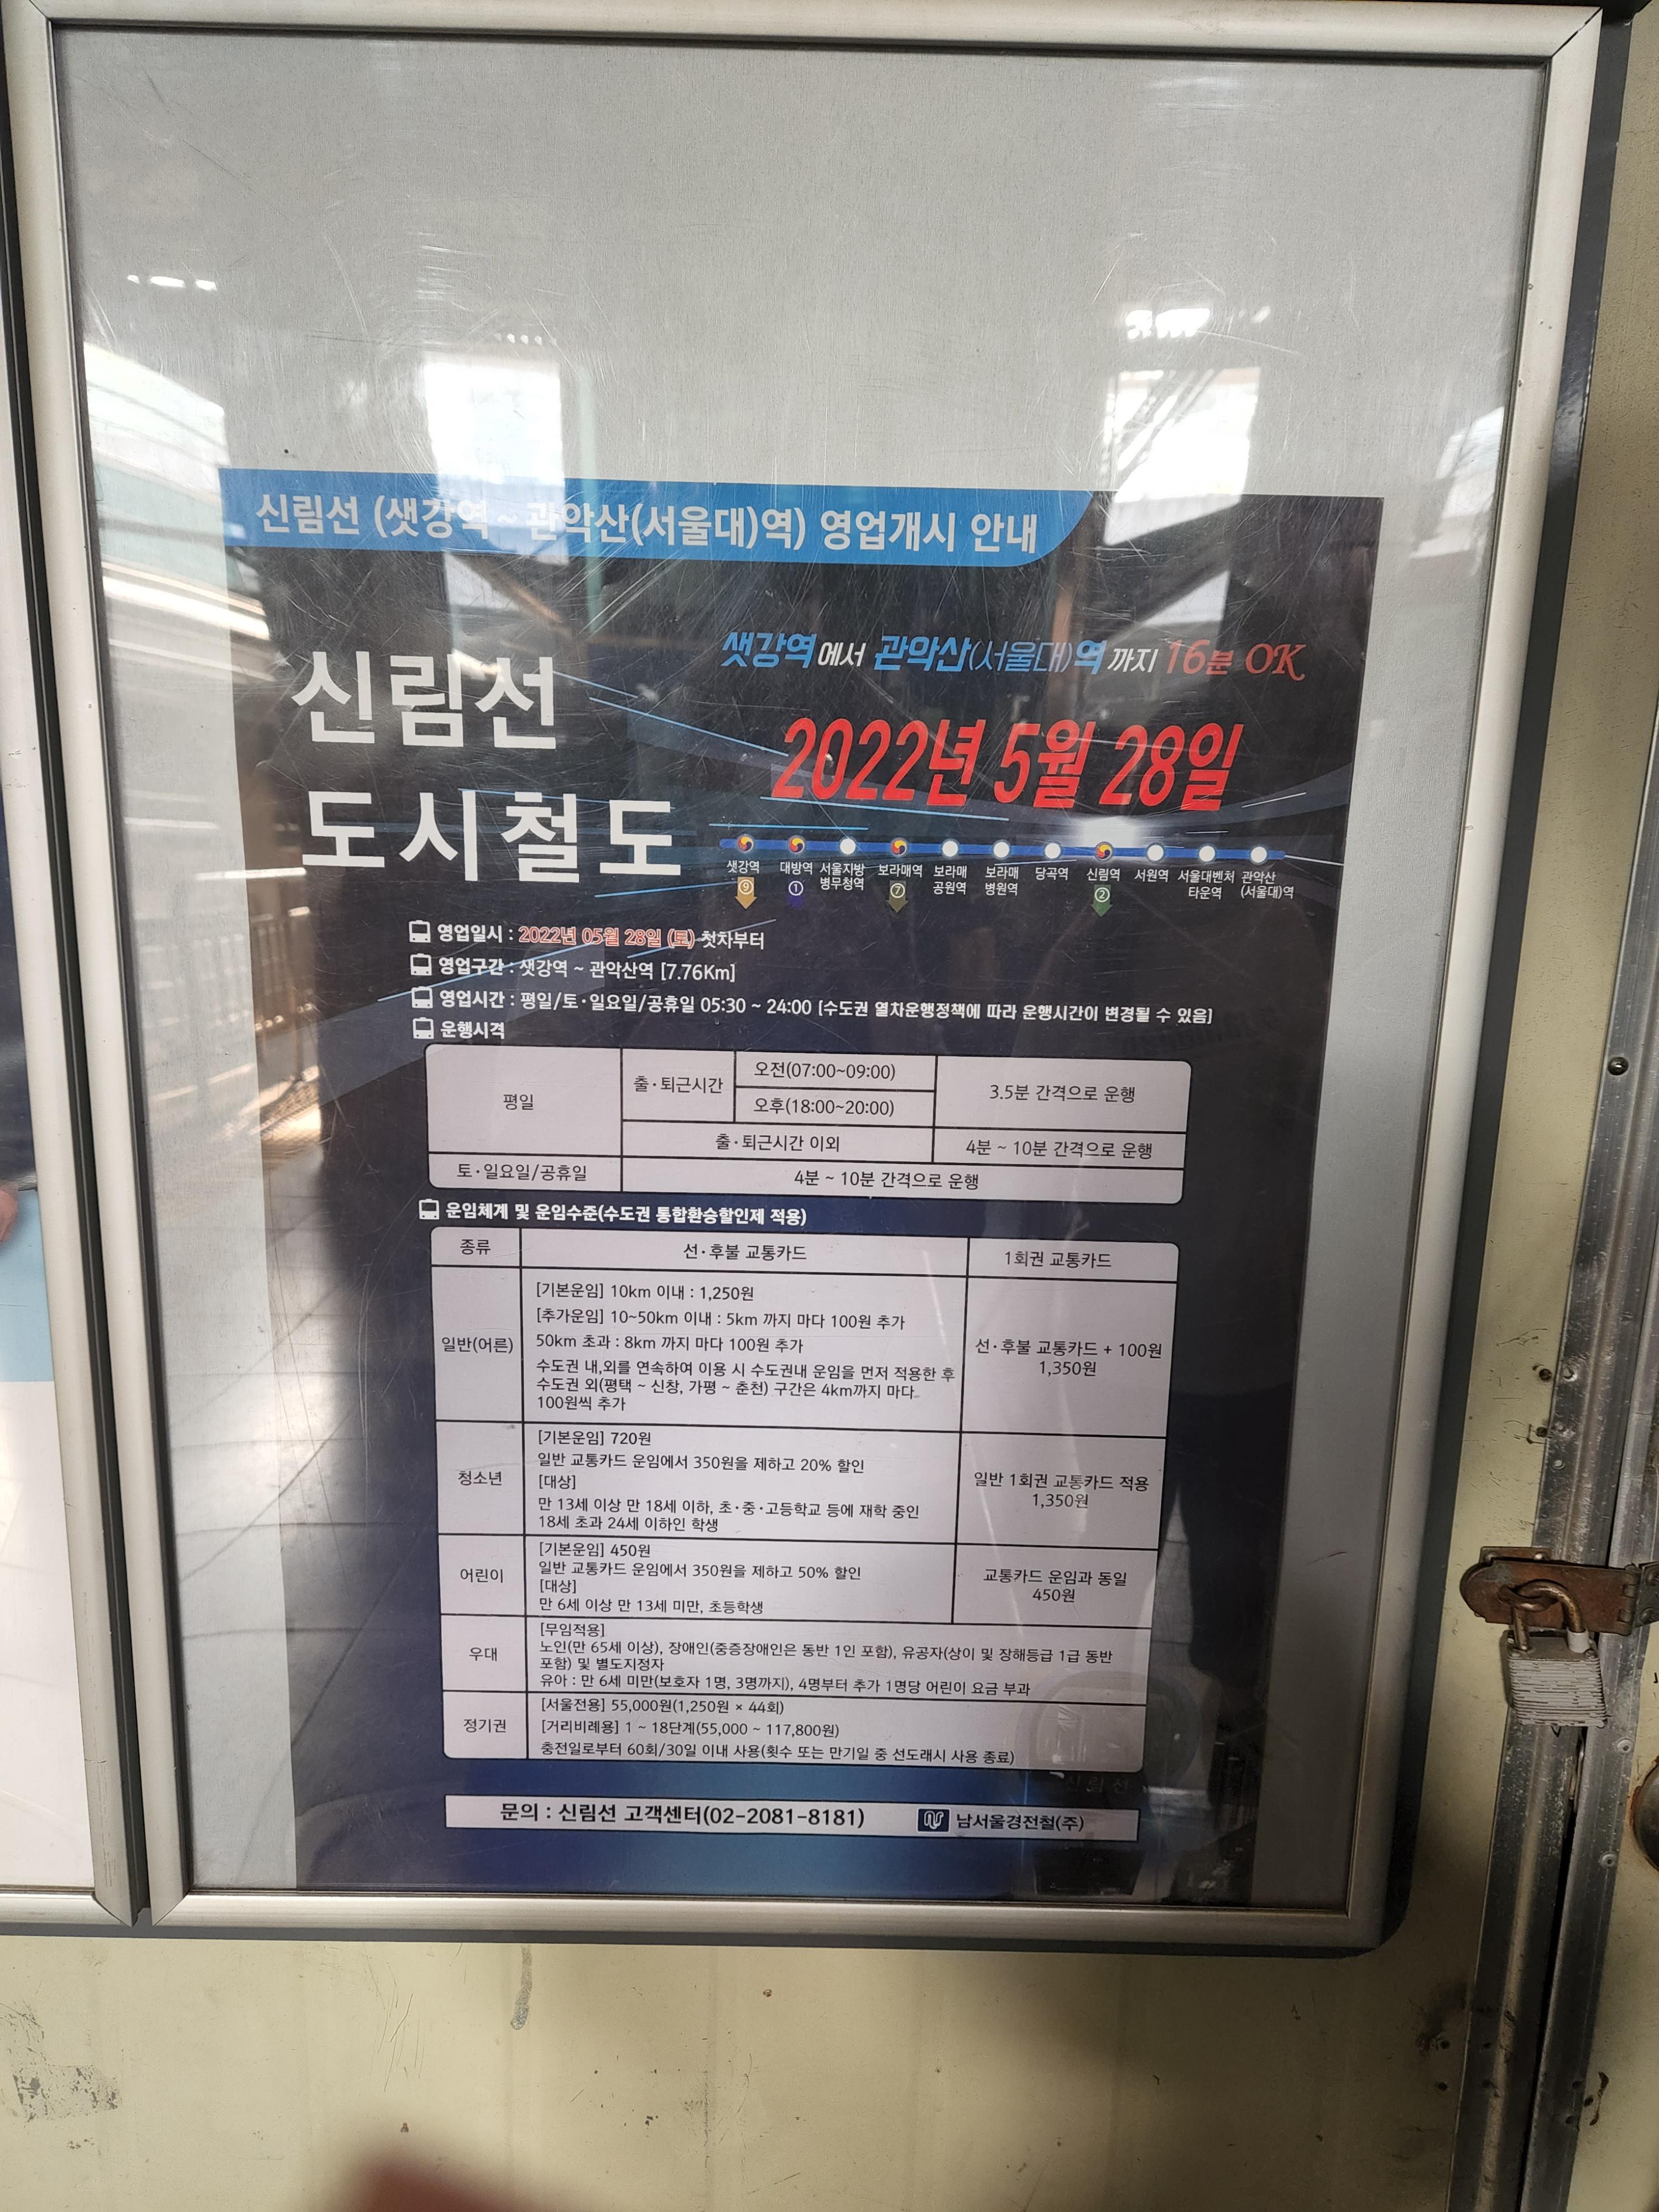 신림선 (샛강역 ~ 관악산(서울대)역) 영업개시 안내
샛강역에서 관악산(서울대)역까지 16분 OK
신림선
도시철도
2022년 5월 28일
샛강역 대방역 서울지방병무청역 보라매역 보라매공원역 보라매병원역 당곡역 신림역 서원역 서울대벤처타운역 관악산(서울대)역
9 1 7 2
영업일시 : 2022년 05월 28일 (토) 첫차부터
영업구간 : 샛강역 ~ 관악산역 [7.76Km]
영업시간 : 평일/토·일요일/공휴일 05:30 ~ 24:00 [수도권 열차운행정책에 따라 운행시간이 변경될 수 있음]
운행시격
평일 출·퇴근시간 오전(07:00~09:00) 3.5분 간격으로 운행
오후(18:00~20:00)
출·퇴근시간 이외 4분 ~ 10분 간격으로 운행
토·일요일/공휴일 4분 ~ 10분 간격으로 운행
운임체계 및 운임수준(수도권 통합환승할인제 적용)
종류 선·후불 교통카드 1회권 교통카드
일반(어른)
[기본운임] 10km 이내 : 1,250원
[추가운임] 10~50km 이내 : 5km 까지 마다 100원 추가
50km 초과 : 8km 까지 마다 100원 추가
수도권 내,외를 연속하여 이용 시 수도권내 운임을 먼저 적용한 후
수도권 외(평택 ~ 신창, 가평 ~ 춘천) 구간은 4km까지 마다
100원씩 추가
선·후불 교통카드 + 100원
1,350원
청소년
[기본운임] 720원
일반 교통카드 운임에서 350원을 제하고 20% 할인
[대상]
만 13세 이상 만 18세 이하, 초·중·고등학교 등에 재학 중인
18세 초과 24세 이하인 학생
일반 1회권 교통카드 적용
1,350원
어린이
[기본운임] 450원
일반 교통카드 운임에서 350원을 제하고 50% 할인
[대상]
만 6세 이상 만 13세 미만, 초등학생
교통카드 운임과 동일
450원
우대
[무임적용]
노인(만 65세 이상), 장애인(중증장애인은 동반 1인 포함), 유공자(상이 및 장해등급 1급 동반
포함) 및 별도지정자
유아 : 만 6세 미만(보호자 1명, 3명까지), 4명부터 추가 1명당 어린이 요금 부과
정기권
[서울전용] 55,000원(1,250원 × 44회)
[거리비례용] 1 ~ 18단계(55,000 ~ 117,800원)
충전일로부터 60회/30일 이내 사용(횟수 또는 만기일 중 선도래시 사용 종료)
신림선
문의 : 신림선 고객센터(02-2081-8181) 남서울경전철(주)